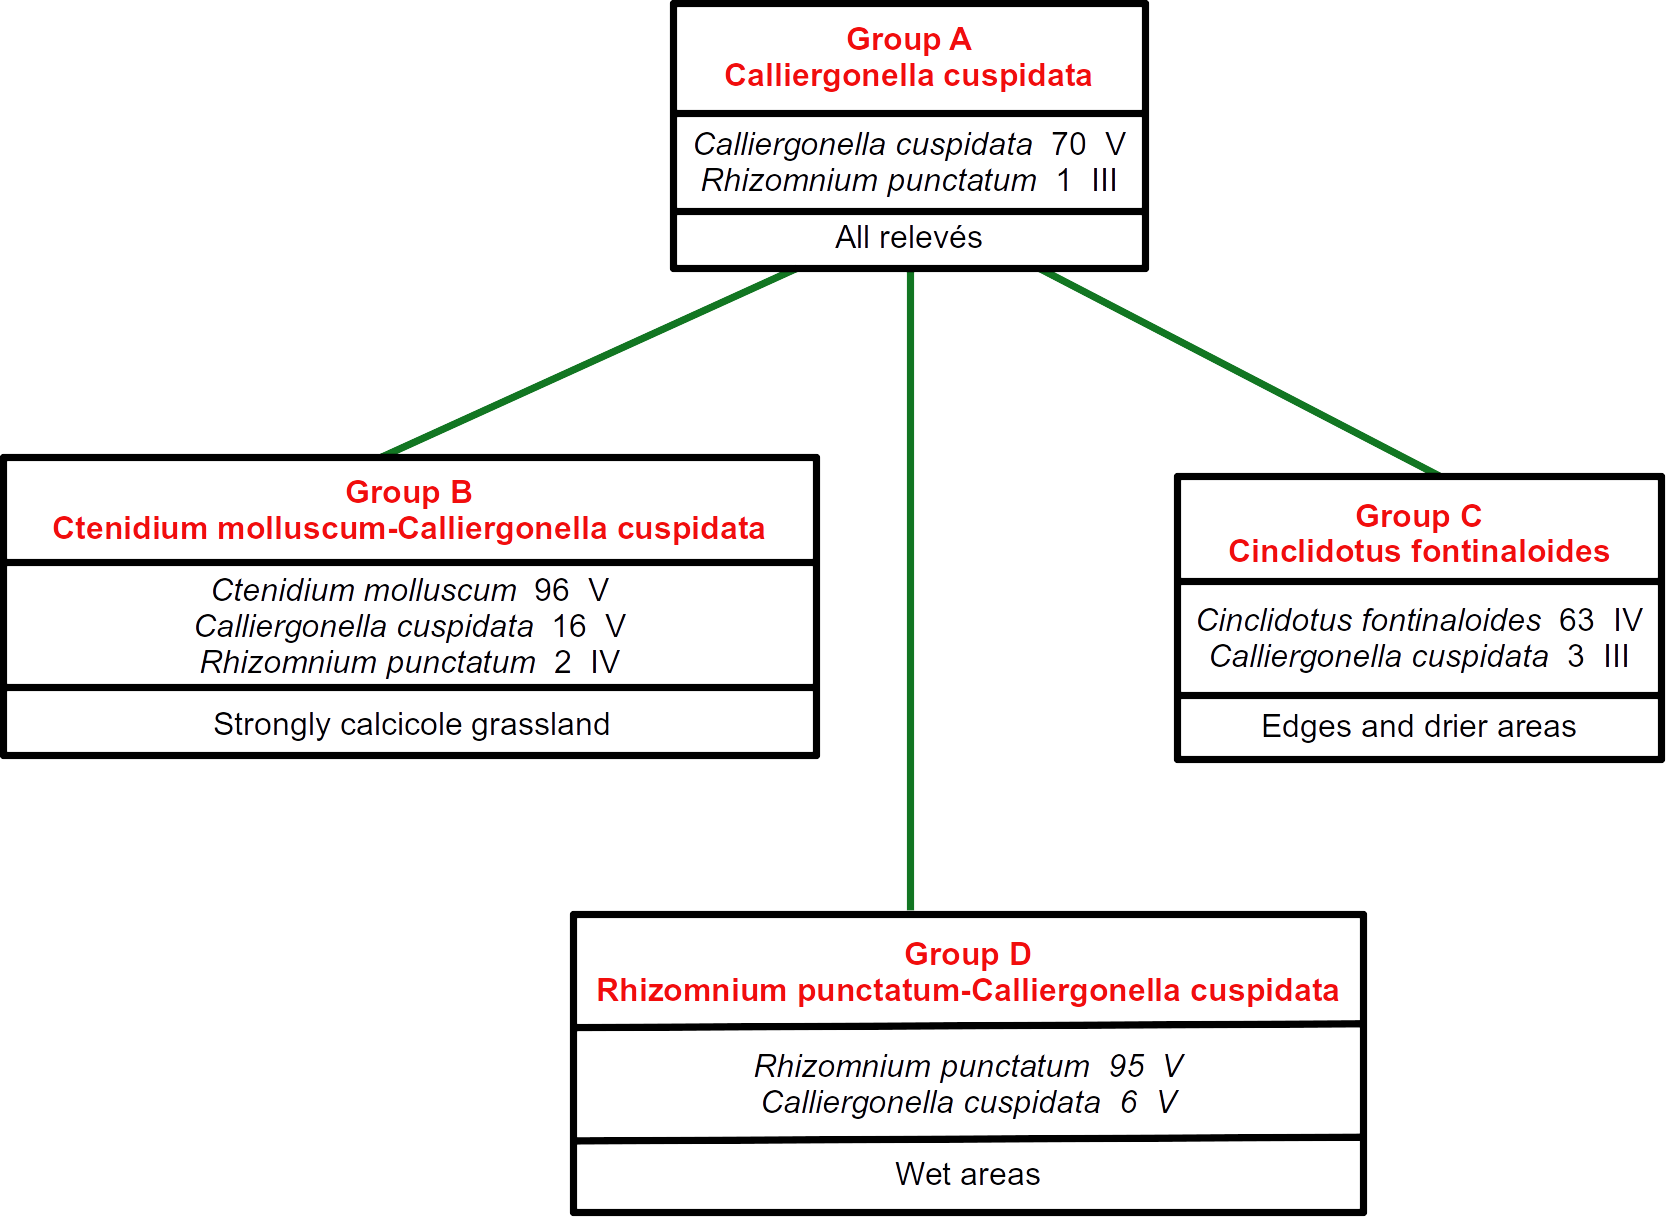 Group A
Calliergonella cuspidata
Calliergonella cuspidata 70 V
Rhizomnium punctatum 1 III
All relevés
Group B
Ctenidium molluscum-Calliergonella cuspidata
Ctenidium molluscum 96 V
Calliergonella cuspidata 16 V
Rhizomnium punctatum 2 IV
Strongly calcicole grassland
Group C
Cinclidotus fontinaloides
Cinclidotus fontinaloides 63 IV
Calliergonella cuspidata 3 III
Edges and drier areas
Group D
Rhizomnium punctatum-Calliergonella cuspidata
Rhizomnium punctatum 95 V
Calliergonella cuspidata 6 V
Wet areas